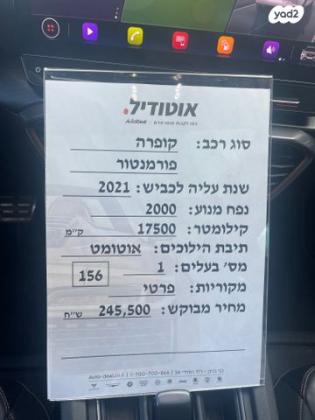 yad2
אוטודיל.
AutoDeal
סוג רכב: קופרה
פורמנטור
שנת עליה לכביש: 2021
נפח מנוע: 2000
קילומטר: 17500 ק"מ
תיבת הילוכים: אוטומט
מס' בעלים: 1
156
מקוריות: פרטי
מחיר מבוקש: 245,500 ש"ח